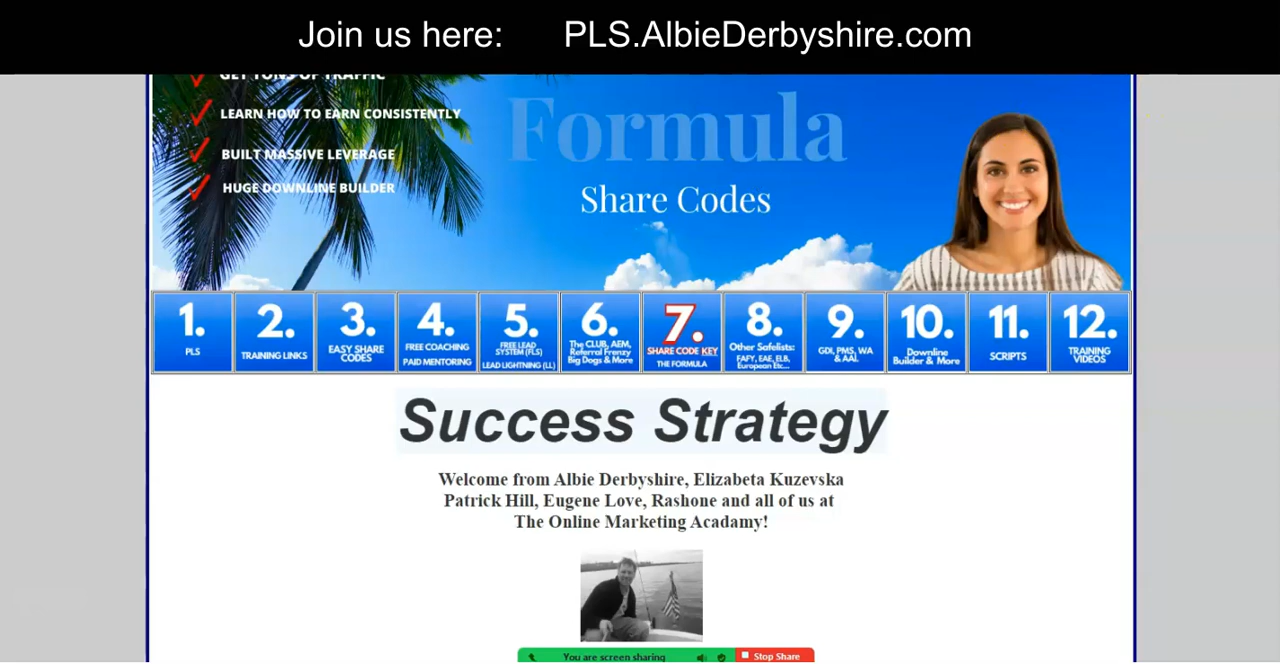 Join us here: PLS.AlbieDerbyshire.com
GET TONS OF TRAFFIC
LEARN HOW TO EARN CONSISTENTLY
BUILT MASSIVE LEVERAGE
HUGE DOWNLINE BUILDER
Formula
Share Codes
1.
PLS
2.
TRAINING LINKS
3.
EASY SHARE
CODES
4.
FREE COACHING
PAID MENTORING
5.
FREE LEAD
SYSTEM (FLS)
LEAD LIGHTNING (LL)
6.
The CLUB, AEM,
Referral Frenzy
Big Dogs & More
7.
SHARE CODE KEY
THE FORMULA
8.
Other Safelists:
FAFY, EAE, ELB,
European Etc...
9.
GDI, PMS, WA
& AAL
10.
Downline
Builder & More
11.
SCRIPTS
12.
TRAINING
VIDEOS
Success Strategy
Welcome from Albie Derbyshire, Elizabeta Kuzevska
Patrick Hill, Eugene Love, Rashone and all of us at
The Online Marketing Acadamy!
You are screen sharing
Stop Share